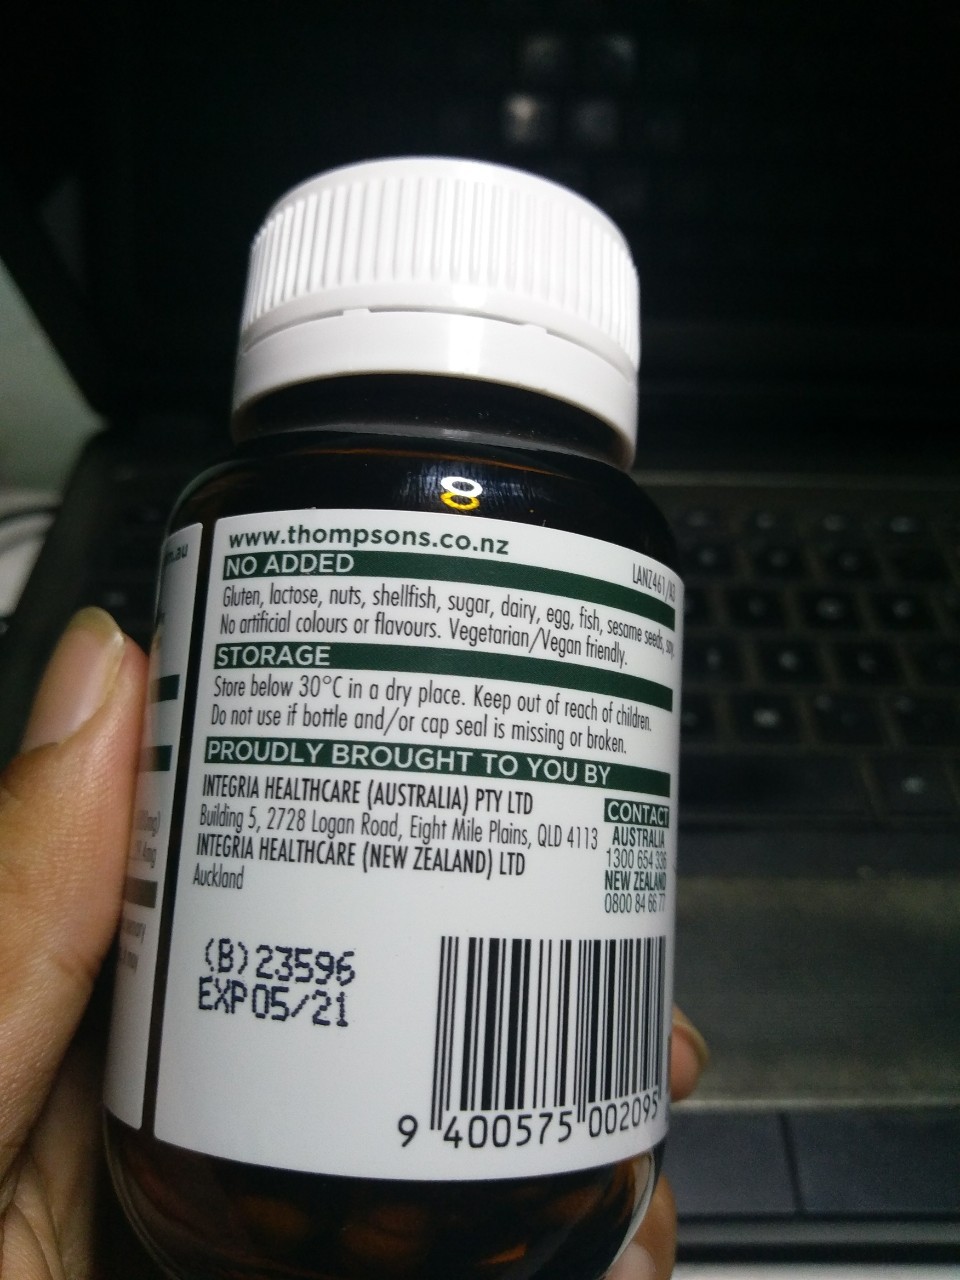 www.thompsons.co.nz
LANZ461/A3
NO ADDED
Gluten, lactose, nuts, shellfish, sugar, dairy, egg, fish, sesame seeds, soy.
No artificial colours or flavours. Vegetarian/Vegan friendly.
STORAGE
Store below 30°C in a dry place. Keep out of reach of children.
Do not use if bottle and/or cap seal is missing or broken.
PROUDLY BROUGHT TO YOU BY
INTEGRIA HEALTHCARE (AUSTRALIA) PTY LTD
Building 5, 2728 Logan Road, Eight Mile Plains, QLD 4113
INTEGRIA HEALTHCARE (NEW ZEALAND) LTD
Auckland
CONTACT
AUSTRALIA
1300 654 336
NEW ZEALAND
0800 84 66 77
(B) 23596
EXP 05/21
9 400575 002095